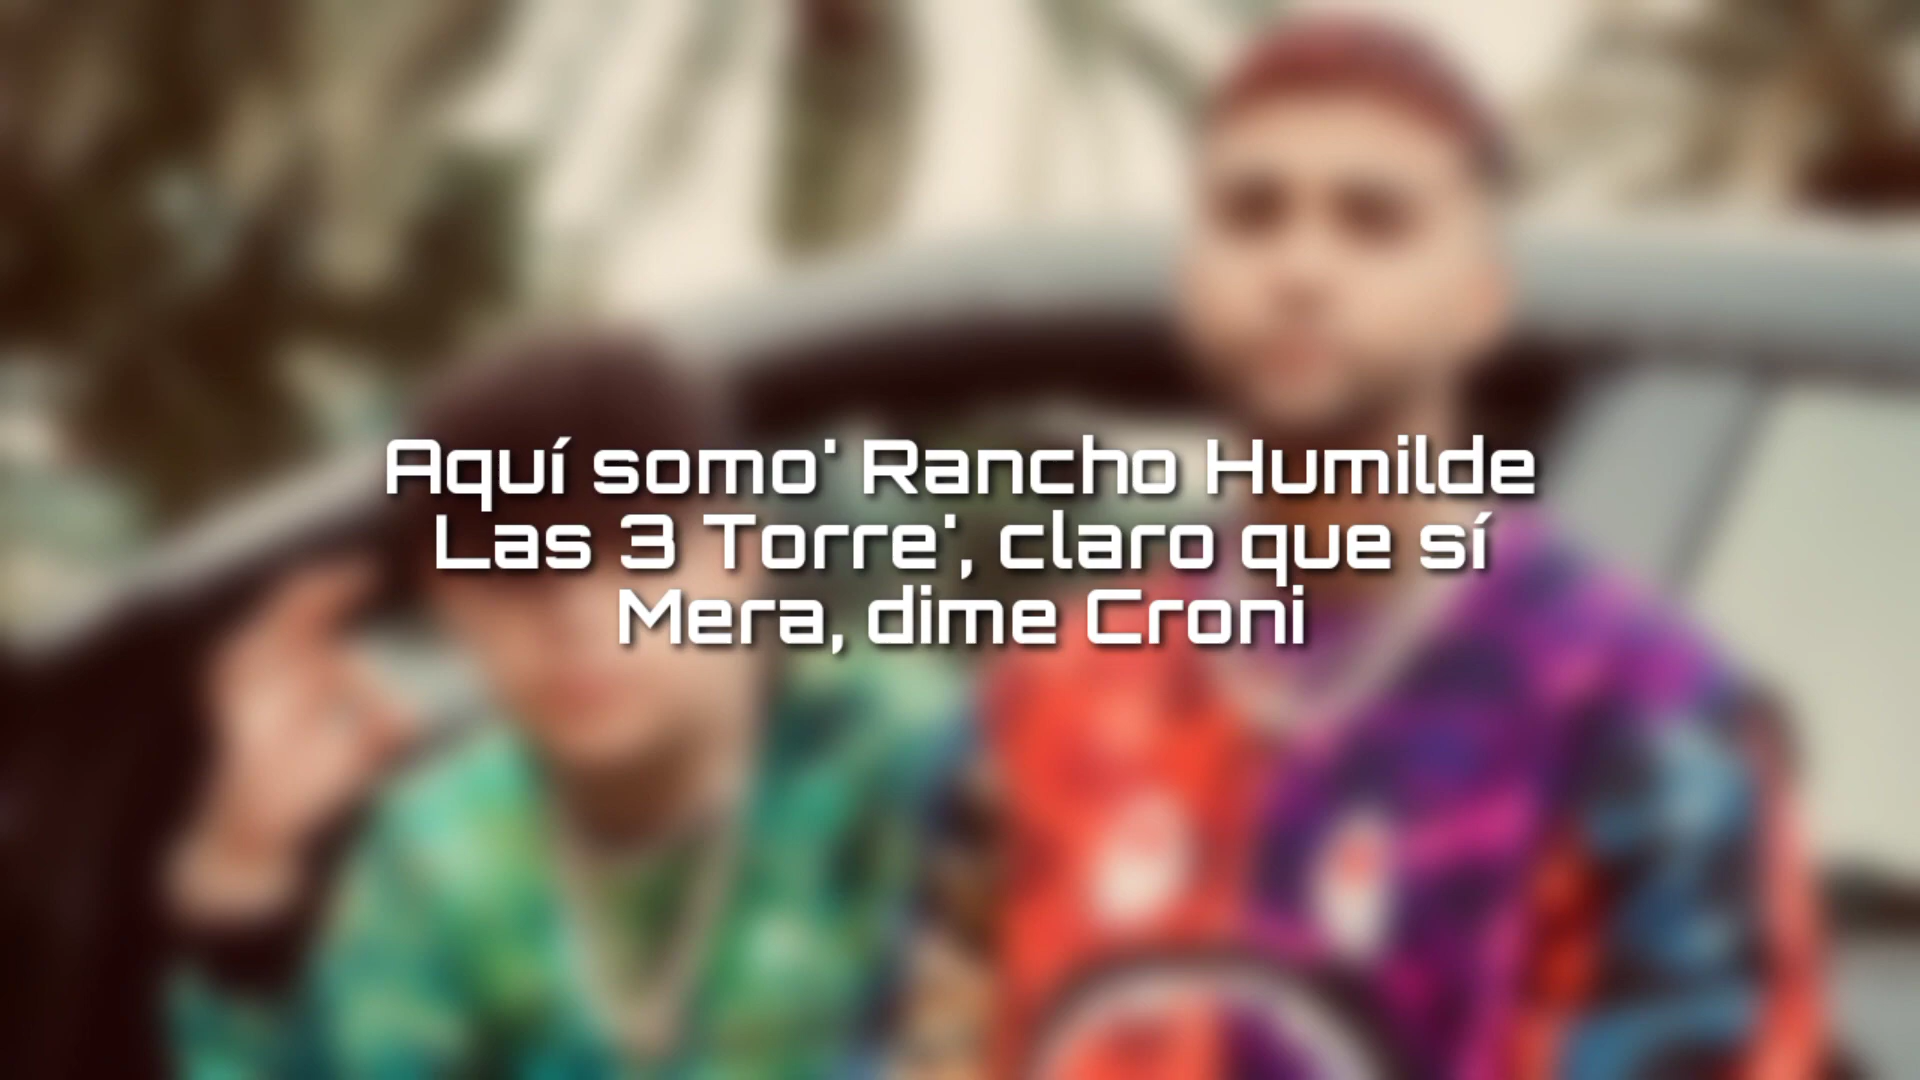 Aquí somo' Rancho Humilde
Las 3 Torre', claro que sí
Mera, dime Croni